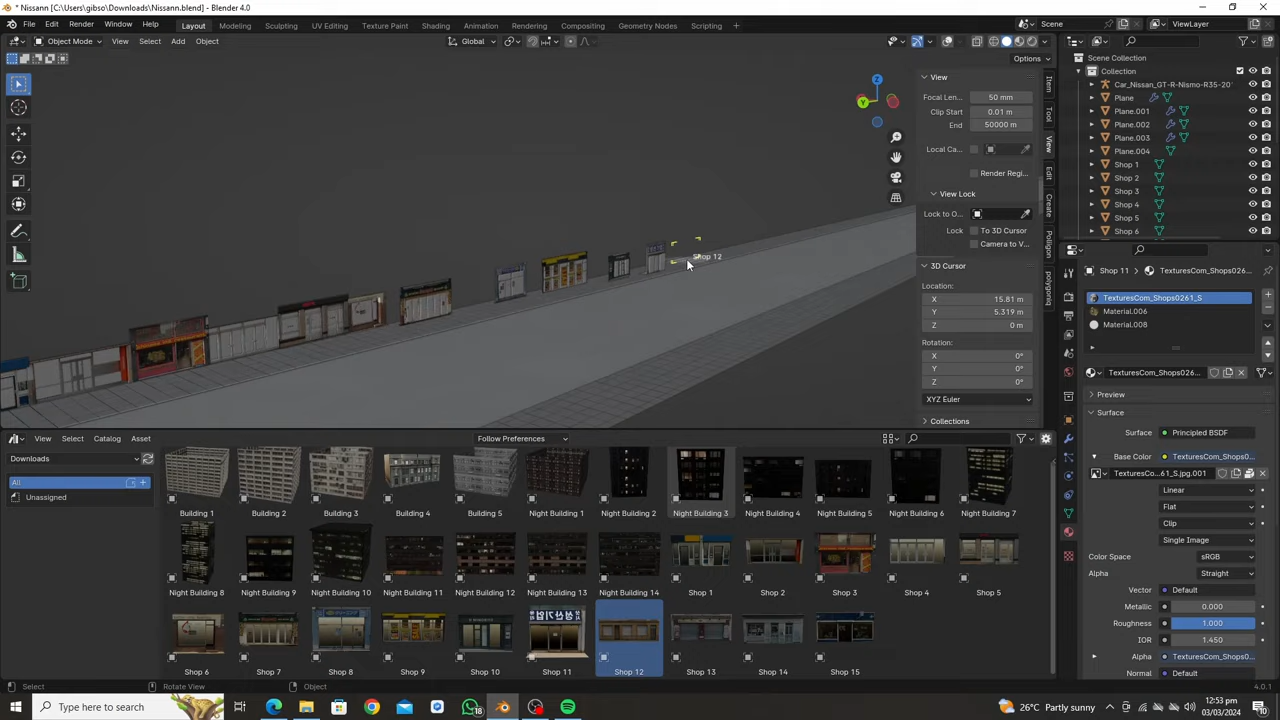 * Nissann [C:\Users\gibso\Downloads\Nissann.blend] - Blender 4.0
File Edit Render Window Help Layout Modeling Sculpting UV Editing Texture Paint Shading Animation Rendering Compositing Geometry Nodes Scripting Scene ViewLayer
Object Mode View Select Add Object Global
Options
View
Focal Len... 50 mm
Clip Start 0.01 m
End 50000 m
Local Ca...
Render Regi...
View Lock
Lock to O...
Lock To 3D Cursor
Camera to V...
3D Cursor
Location:
X 15.81 m
Y 5.319 m
Z 0 m
Rotation:
X 0°
Y 0°
Z 0°
XYZ Euler
Collections
Item
Tool
View
Edit
Create
Poliigon
polygoniq
Z
Y
Shop 12
Scene Collection
Collection
Car_Nissan_GT-R-Nismo-R35-20
Plane
Plane.001
Plane.002
Plane.003
Plane.004
Shop 1
Shop 2
Shop 3
Shop 4
Shop 5
Shop 6
Shop 11 TexturesCom_Shops026...
TexturesCom_Shops0261_S
Material.006
Material.008
TexturesCom_Shops026...
Preview
Surface
Surface Principled BSDF
Base Color TexturesCom_Shops0...
TexturesCo...61_S.jpg.001
Linear
Flat
Clip
Single Image
Color Space sRGB
Alpha Straight
Vector Default
Metallic 0.000
Roughness 1.000
IOR 1.450
Alpha TexturesCom_Shops0...
Normal Default
View Select Catalog Asset Follow Preferences
Downloads
All
Unassigned
Building 1 Building 2 Building 3 Building 4 Building 5 Night Building 1 Night Building 2 Night Building 3 Night Building 4 Night Building 5 Night Building 6 Night Building 7
Night Building 8 Night Building 9 Night Building 10 Night Building 11 Night Building 12 Night Building 13 Night Building 14 Shop 1 Shop 2 Shop 3 Shop 4 Shop 5
Shop 6 Shop 7 Shop 8 Shop 9 Shop 10 Shop 11 Shop 12 Shop 13 Shop 14 Shop 15
Select Rotate View Object 4.0.1
Type here to search
18
26°C Partly sunny
12:53 pm
03/03/2024
10